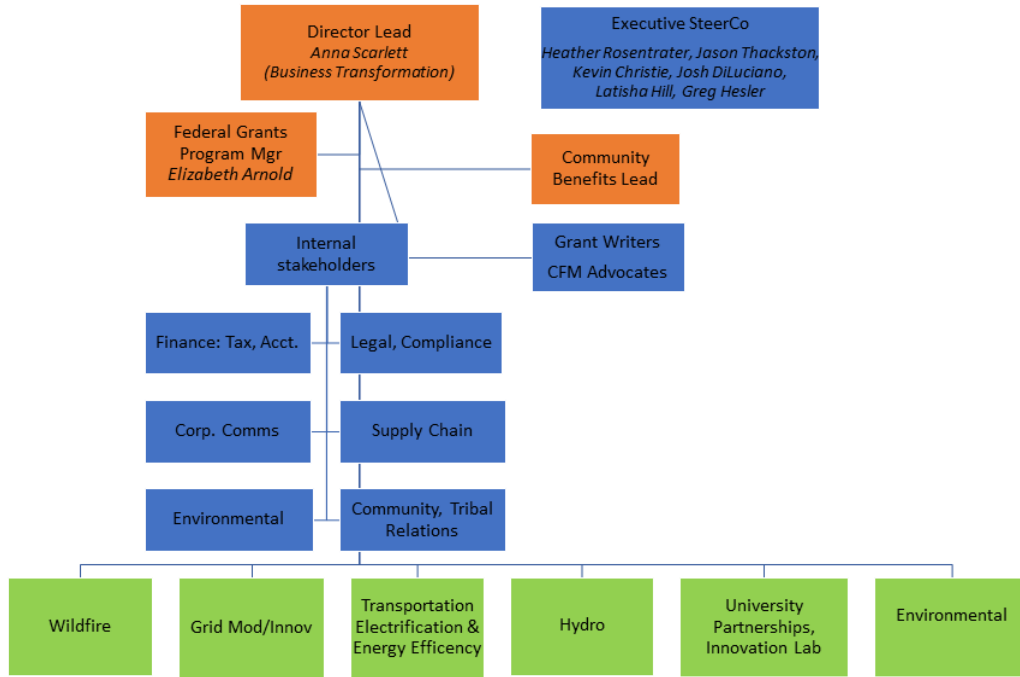 Director Lead
Anna Scarlett
(Business Transformation)
Executive SteerCo
Heather Rosentrater, Jason Thackston,
Kevin Christie, Josh DiLuciano,
Latisha Hill, Greg Hesler
Federal Grants
Program Mgr
Elizabeth Arnold
Community
Benefits Lead
Internal
stakeholders
Grant Writers
CFM Advocates
Finance: Tax, Acct.
Legal, Compliance
Corp. Comms
Supply Chain
Environmental
Community, Tribal
Relations
Wildfire
Grid Mod/Innov
Transportation
Electrification &
Energy Efficency
Hydro
University
Partnerships,
Innovation Lab
Environmental